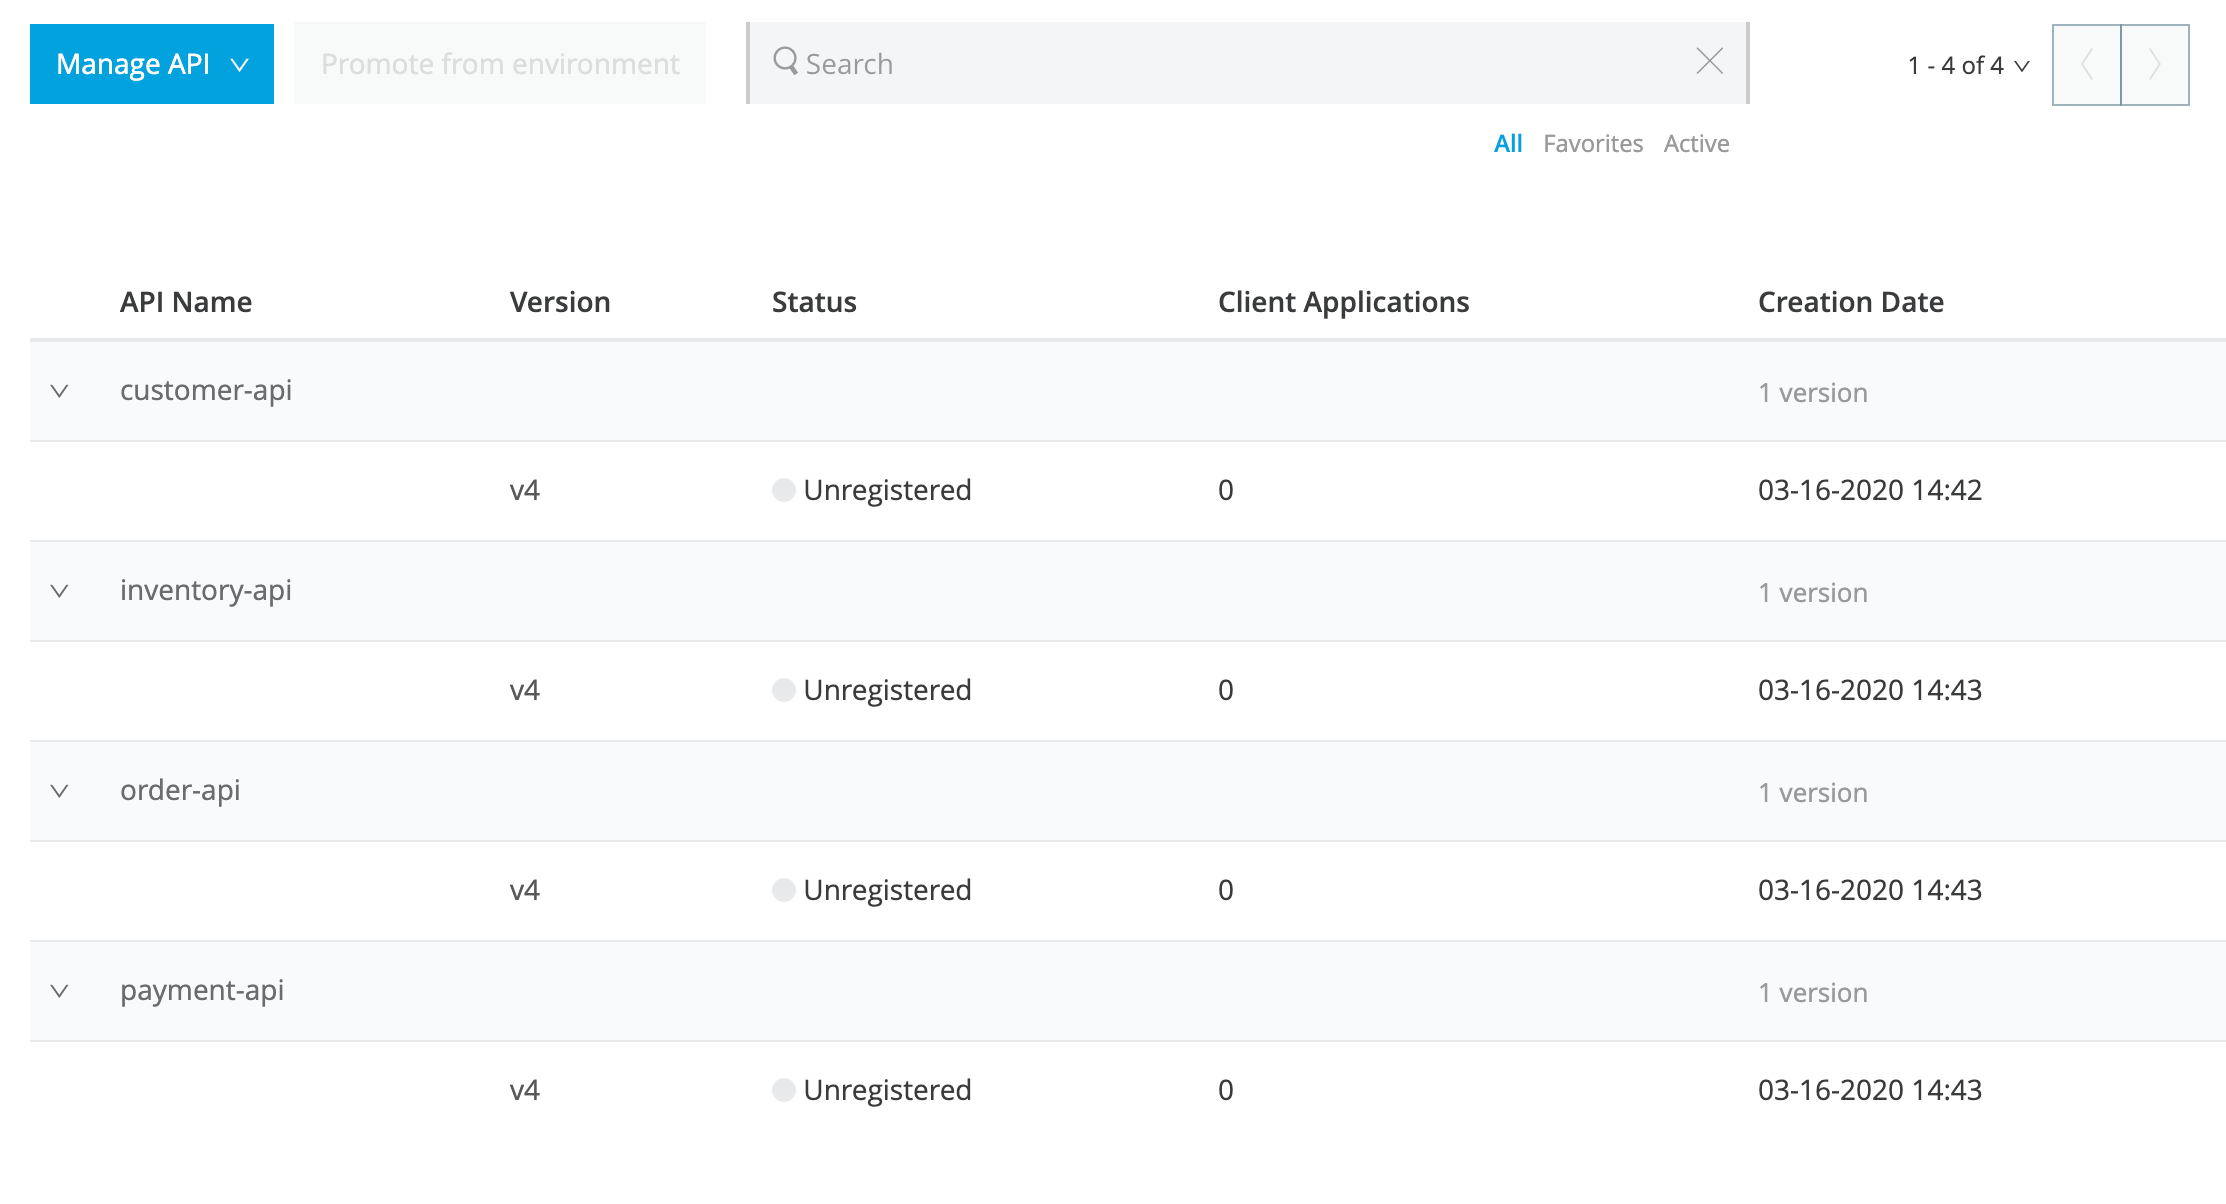 Manage API
Promote from environment
Search
1 - 4 of 4
All Favorites Active
API Name Version Status Client Applications Creation Date
customer-api 1 version
v4 Unregistered 0 03-16-2020 14:42
inventory-api 1 version
v4 Unregistered 0 03-16-2020 14:43
order-api 1 version
v4 Unregistered 0 03-16-2020 14:43
payment-api 1 version
v4 Unregistered 0 03-16-2020 14:43